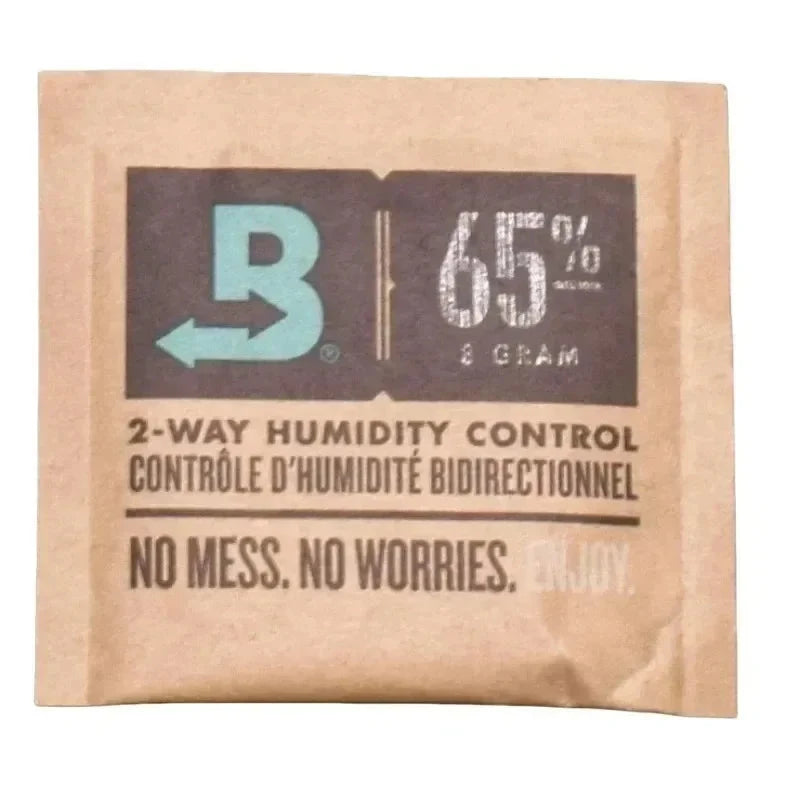 B®
65%
8 GRAM
2-WAY HUMIDITY CONTROL
CONTRÔLE D'HUMIDITÉ BIDIRECTIONNEL
NO MESS. NO WORRIES. ENJOY.